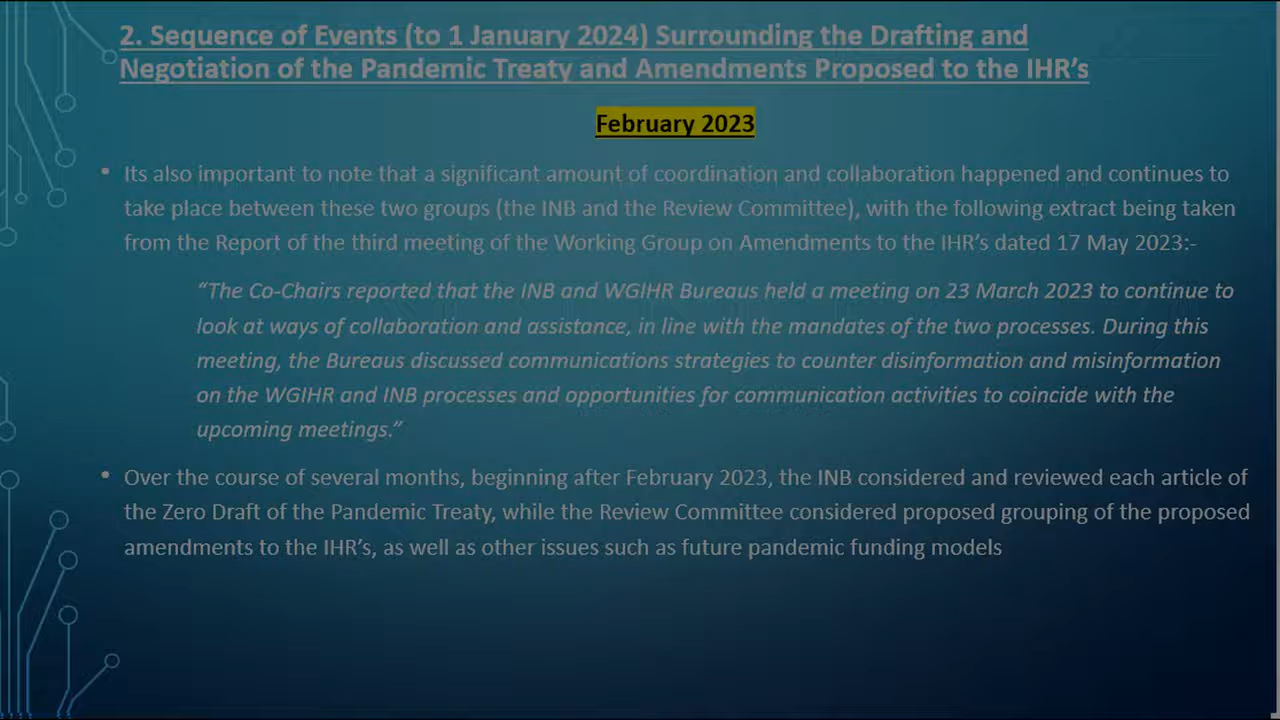 2. Sequence of Events (to 1 January 2024) Surrounding the Drafting and
Negotiation of the Pandemic Treaty and Amendments Proposed to the IHR's
February 2023
• Its also important to note that a significant amount of coordination and collaboration happened and continues to
take place between these two groups (the INB and the Review Committee), with the following extract being taken
from the Report of the third meeting of the Working Group on Amendments to the IHR's dated 17 May 2023:-
“The Co-Chairs reported that the INB and WGIHR Bureaus held a meeting on 23 March 2023 to continue to
look at ways of collaboration and assistance, in line with the mandates of the two processes. During this
meeting, the Bureaus discussed communications strategies to counter disinformation and misinformation
on the WGIHR and INB processes and opportunities for communication activities to coincide with the
upcoming meetings.”
• Over the course of several months, beginning after February 2023, the INB considered and reviewed each article of
the Zero Draft of the Pandemic Treaty, while the Review Committee considered proposed grouping of the proposed
amendments to the IHR's, as well as other issues such as future pandemic funding models